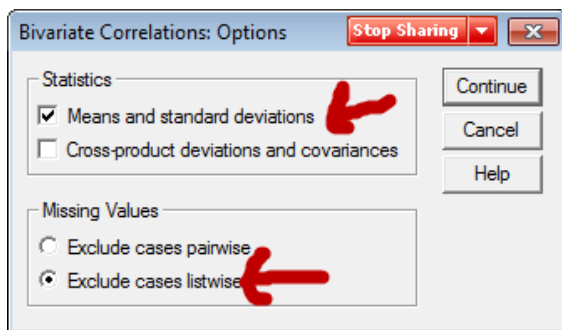 Bivariate Correlations: Options
Stop Sharing
Statistics
Means and standard deviations
Cross-product deviations and covariances
Continue
Cancel
Help
Missing Values
Exclude cases pairwise
Exclude cases listwise